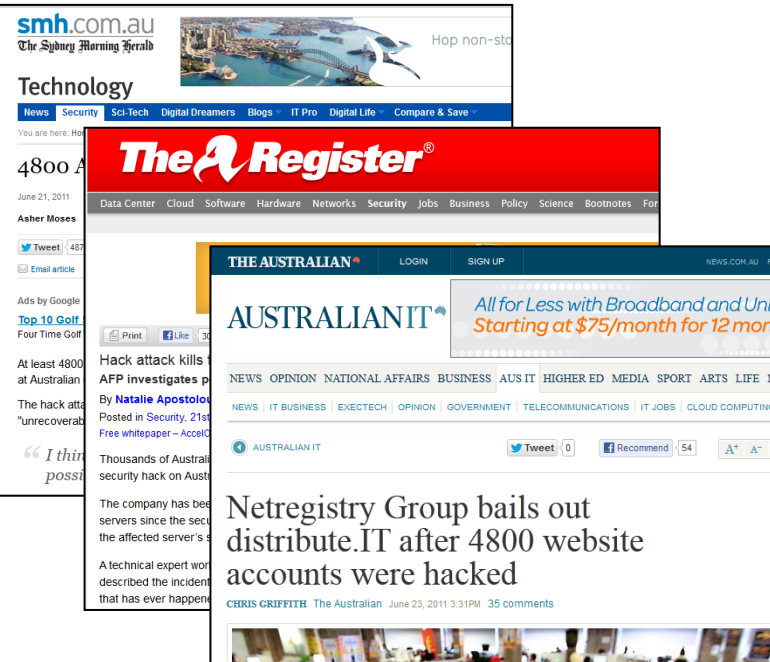 smh.com.au
The Sydney Morning Herald
Hop non-sto
Technology
News Security Sci-Tech Digital Dreamers Blogs IT Pro Digital Life Compare & Save
You are here: Ho
4800 A
June 21, 2011
Asher Moses
Tweet 487
Email article
Ads by Google
Top 10 Golf
Four Time Golf
At least 4800
at Australian
The hack atta
"unrecoverab
“ I thin
possi
The Register®
Data Center Cloud Software Hardware Networks Security Jobs Business Policy Science Bootnotes For
Print Like 30
Hack attack kills t
AFP investigates p
By Natalie Apostolou
Posted in Security, 21st
Free whitepaper – AccelO
Thousands of Australi
security hack on Austr
The company has bee
servers since the secu
the affected server's s
A technical expert wor
described the incident
that has ever happene
THE AUSTRALIAN LOGIN SIGN UP NEWS.COM.AU
AUSTRALIAN IT
All for Less with Broadband and Unl
Starting at $75/month for 12 mon
NEWS OPINION NATIONAL AFFAIRS BUSINESS AUS IT HIGHER ED MEDIA SPORT ARTS LIFE
NEWS IT BUSINESS EXECTECH OPINION GOVERNMENT TELECOMMUNICATIONS IT JOBS CLOUD COMPUTING
AUSTRALIAN IT
Tweet 0 Recommend 54 A+ A-
Netregistry Group bails out
distribute.IT after 4800 website
accounts were hacked
CHRIS GRIFFITH The Australian June 23, 2011 3:31PM 35 comments